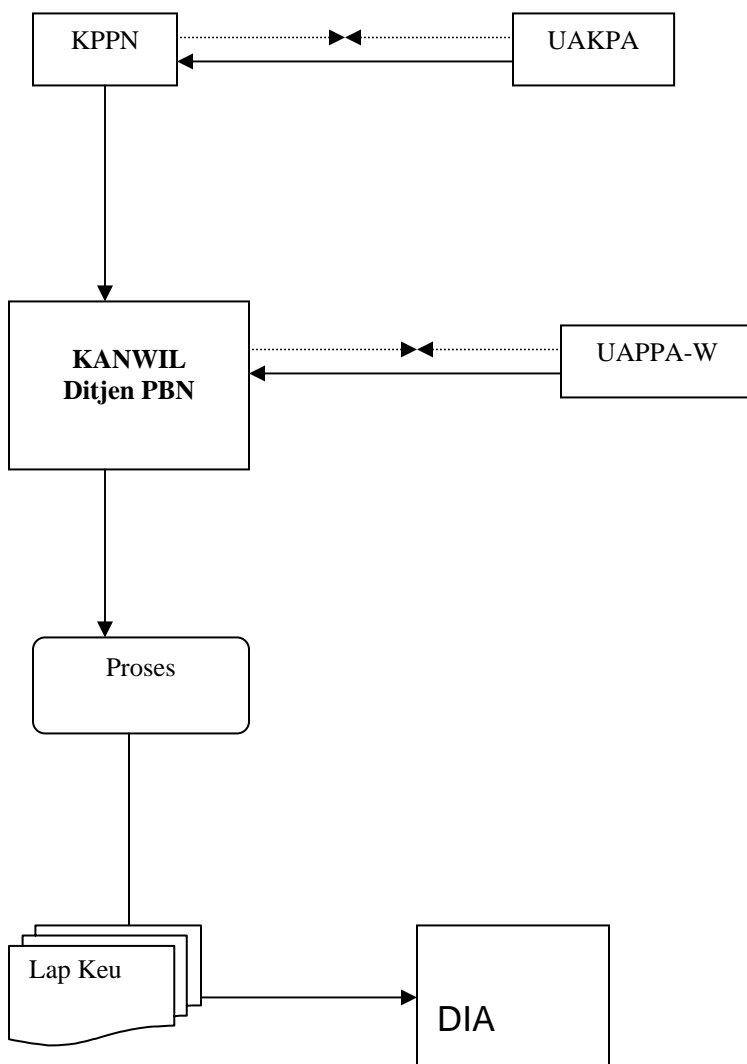 KPPN
UAKPA
KANWIL
Ditjen PBN
UAPPA-W
Proses
Lap Keu
DIA